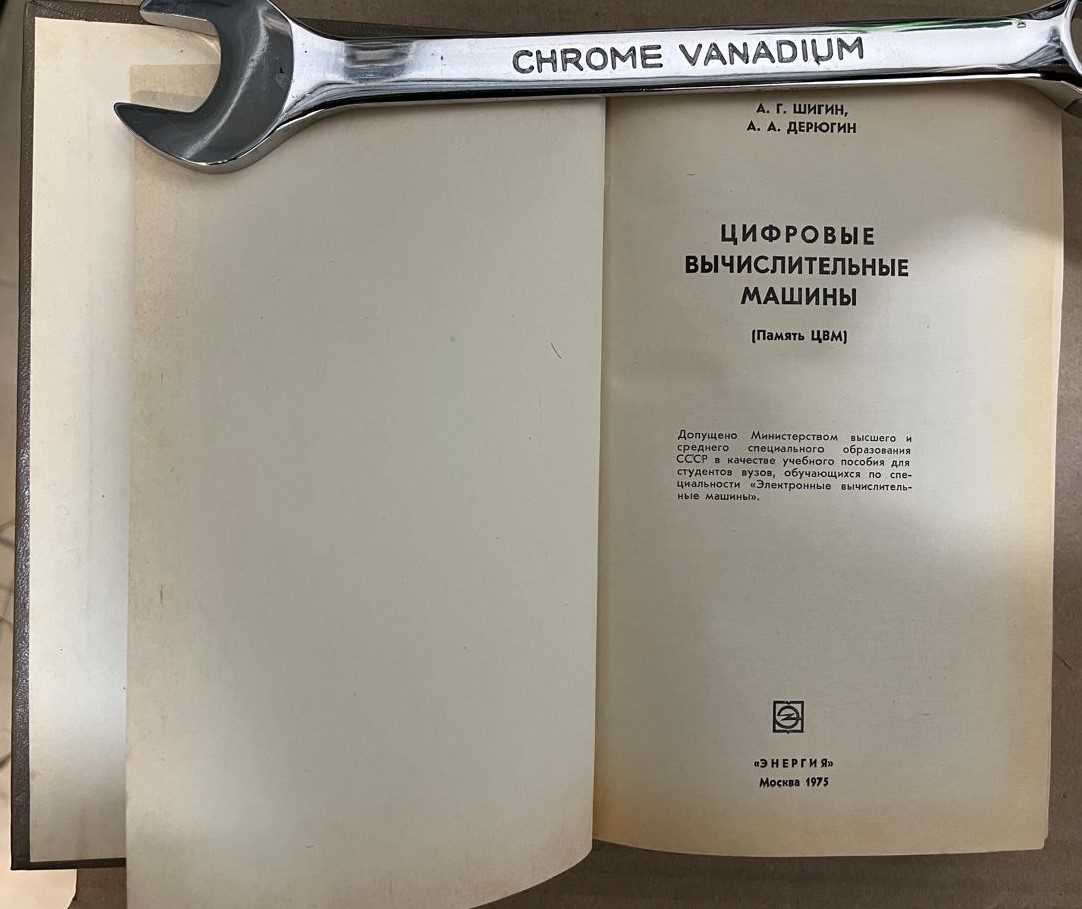 CHROME VANADIUM
А. Г. ШИГИН,
А. А. ДЕРЮГИН
ЦИФРОВЫЕ
ВЫЧИСЛИТЕЛЬНЫЕ
МАШИНЫ
(Память ЦВМ)
Допущено Министерством высшего и
среднего специального образования
СССР в качестве учебного пособия для
студентов вузов, обучающихся по спе-
циальности «Электронные вычислитель-
ные машины».
«ЭНЕРГИЯ»
Москва 1975